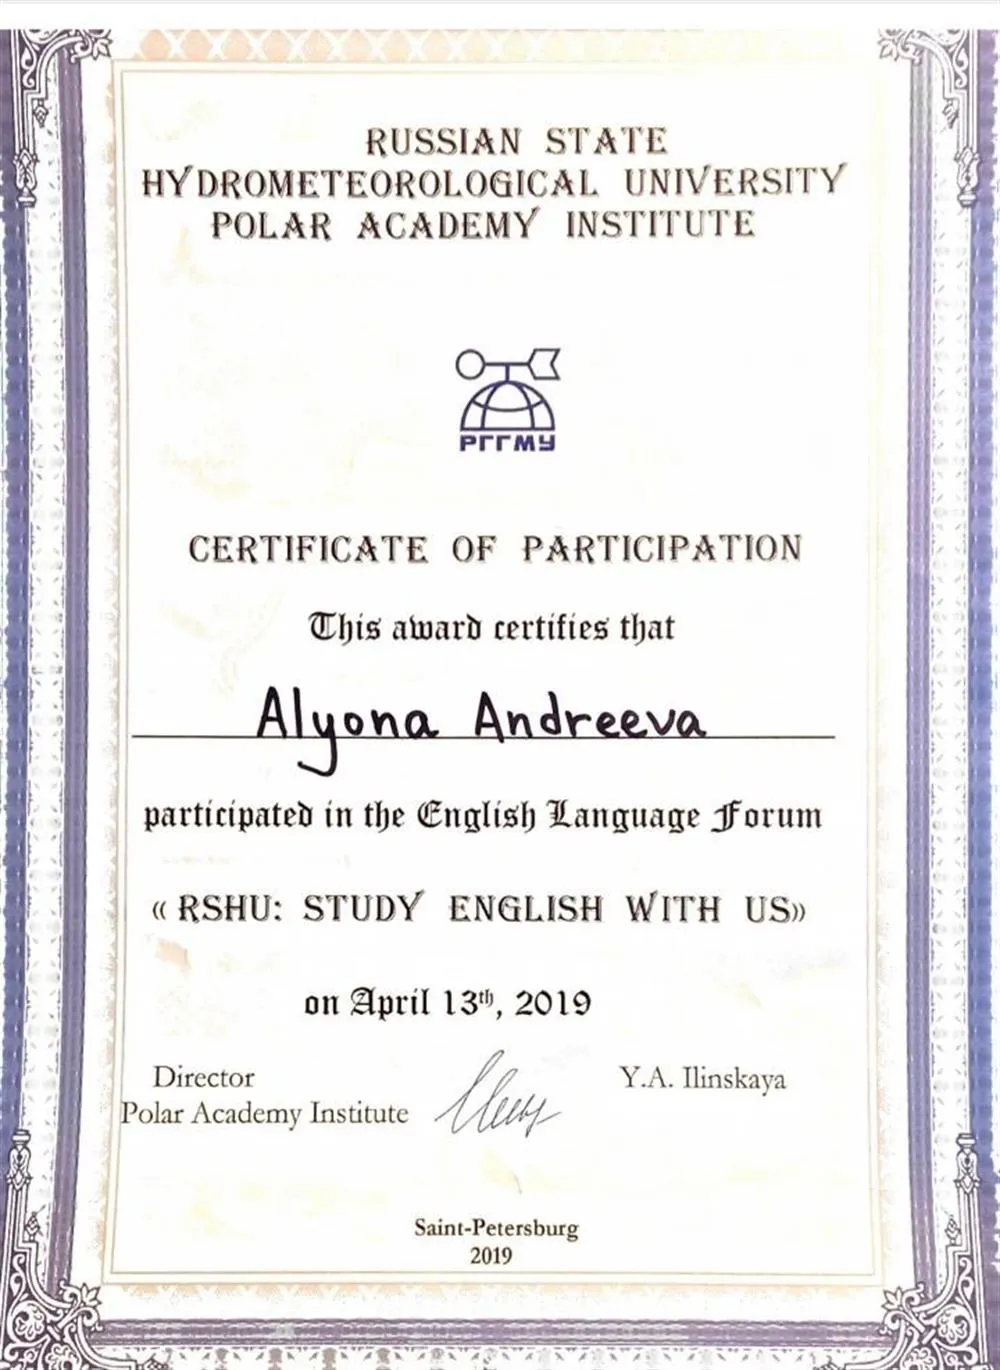 RUSSIAN STATE
HYDROMETEOROLOGICAL UNIVERSITY
POLAR ACADEMY INSTITUTE
РГГМУ
CERTIFICATE OF PARTICIPATION
This award certifies that
Alyona Andreeva
participated in the English Language Forum
« RSHU: STUDY ENGLISH WITH US»
on April 13th, 2019
Director
Polar Academy Institute
Y.A. Ilinskaya
Saint-Petersburg
2019